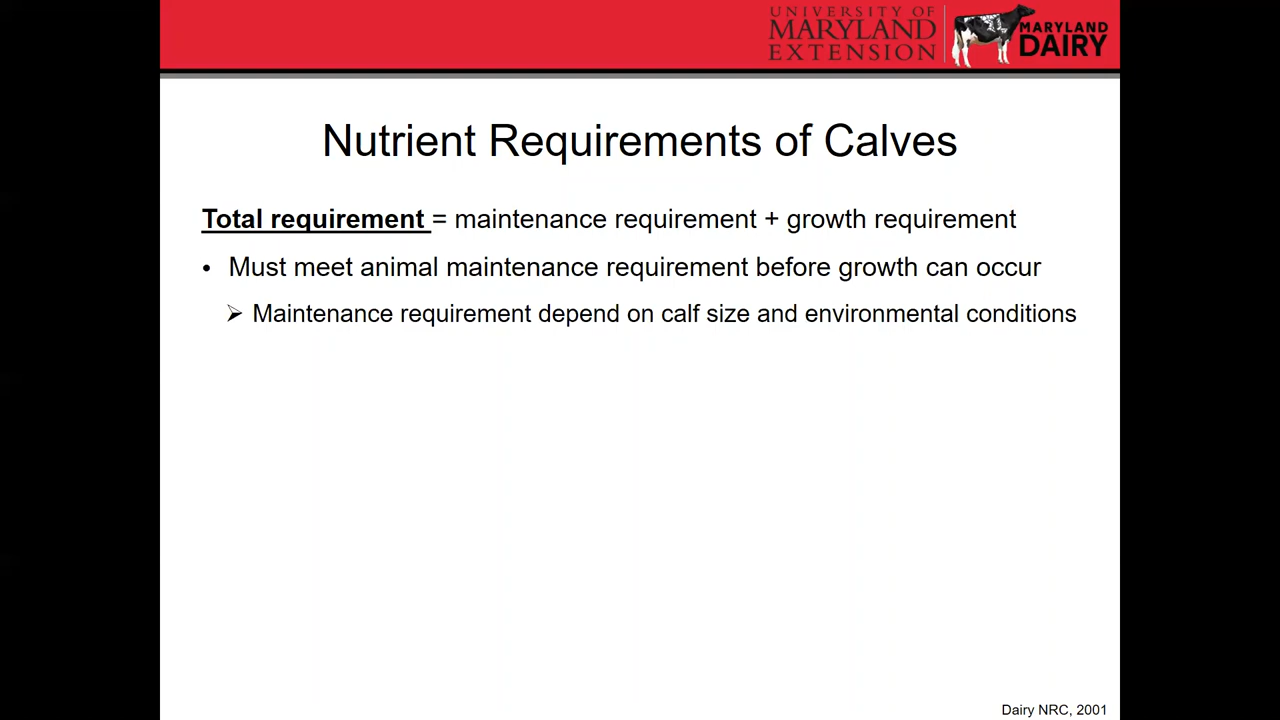 UNIVERSITY OF
MARYLAND
EXTENSION
MARYLAND
DAIRY
Nutrient Requirements of Calves
Total requirement = maintenance requirement + growth requirement
• Must meet animal maintenance requirement before growth can occur
➢ Maintenance requirement depend on calf size and environmental conditions
Dairy NRC, 2001